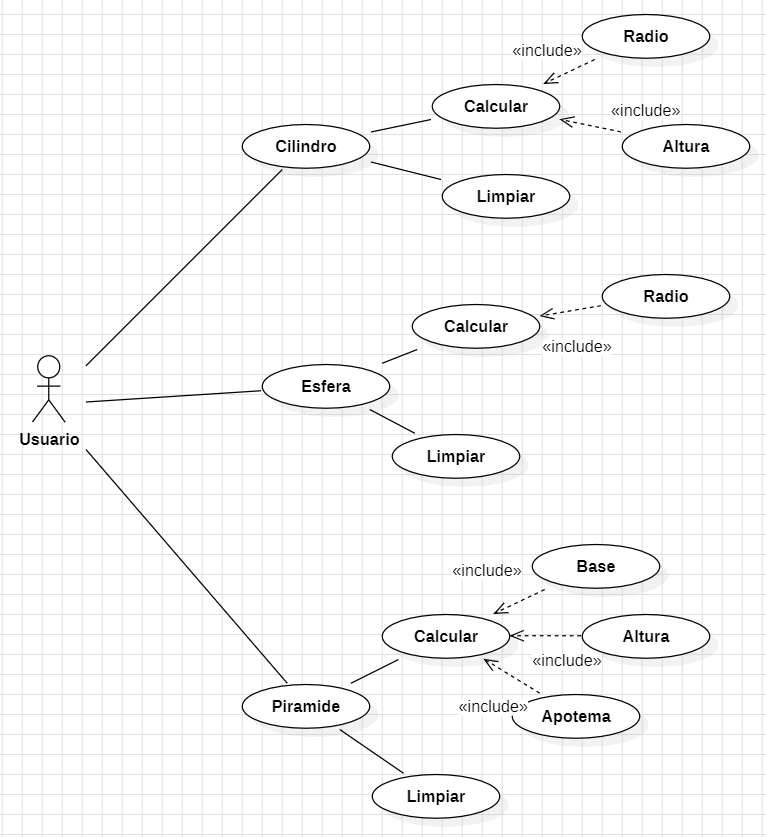 Radio
«include»
Calcular
«include»
Cilindro
Altura
Limpiar
Radio
Calcular
«include»
Esfera
Usuario
Limpiar
Base
«include»
Calcular
Altura
«include»
Piramide
«include»
Apotema
Limpiar